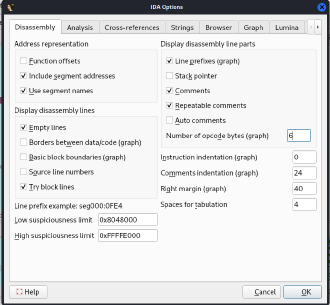 IDA Options
Disassembly Analysis Cross-references Strings Browser Graph Lumina
Address representation
Function offsets
Include segment addresses
Use segment names
Display disassembly lines
Empty lines
Borders between data/code (graph)
Basic block boundaries (graph)
Source line numbers
Try block lines
Line prefix example: seg000:0FE4
Low suspiciousness limit 0x8048000
High suspiciousness limit 0xFFFFE000
Display disassembly line parts
Line prefixes (graph)
Stack pointer
Comments
Repeatable comments
Auto comments
Number of opcode bytes (graph) 6
Instruction indentation (graph) 0
Comments indentation (graph) 24
Right margin (graph) 40
Spaces for tabulation 4
Help Cancel OK